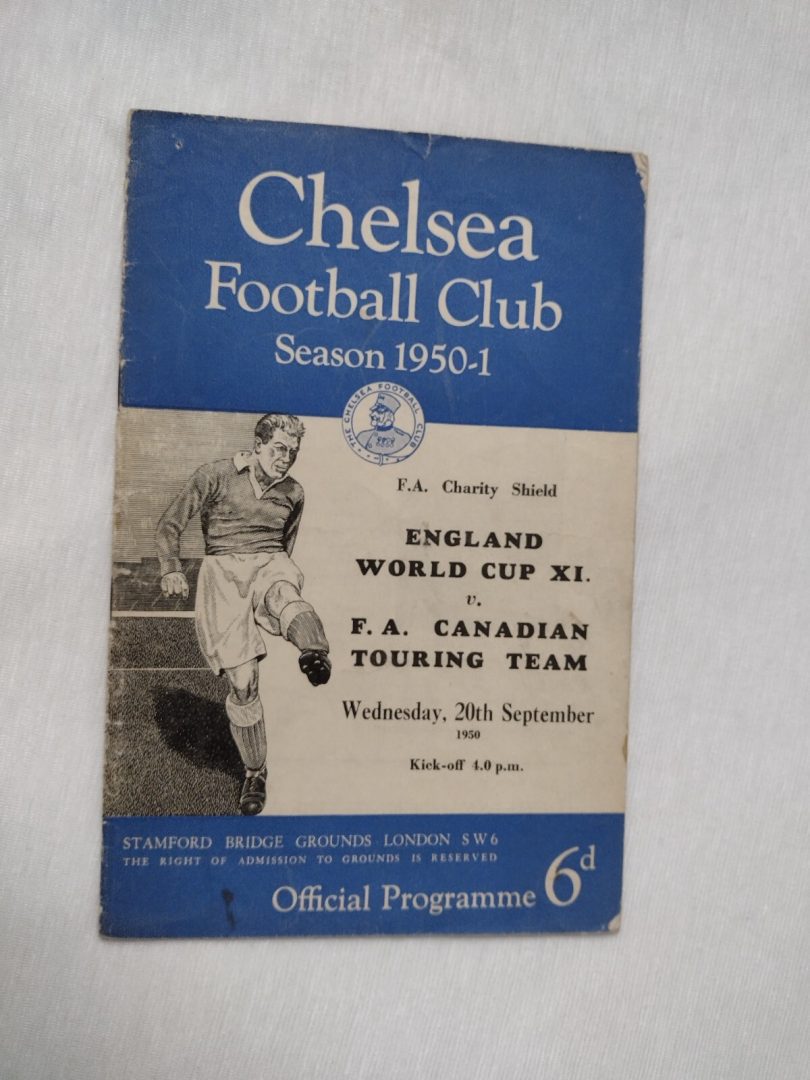 Chelsea
Football Club
Season 1950-1
THE CHELSEA FOOTBALL CLUB
F.A. Charity Shield
ENGLAND
WORLD CUP XI.
v.
F. A. CANADIAN
TOURING TEAM
Wednesday, 20th September
1950
Kick-off 4.0 p.m.
STAMFORD BRIDGE GROUNDS LONDON SW6
THE RIGHT OF ADMISSION TO GROUNDS IS RESERVED
Official Programme 6d